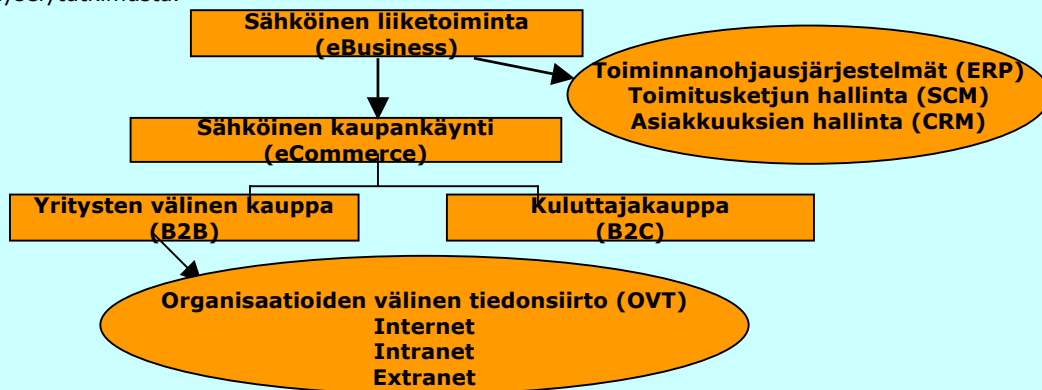 Sähköinen liiketoiminta
(eBusiness)
Toiminnanohjausjärjestelmät (ERP)
Toimitusketjun hallinta (SCM)
Asiakkuuksien hallinta (CRM)
Sähköinen kaupankäynti
(eCommerce)
Yritysten välinen kauppa
(B2B)
Kuluttajakauppa
(B2C)
Organisaatioiden välinen tiedonsiirto (OVT)
Internet
Intranet
Extranet